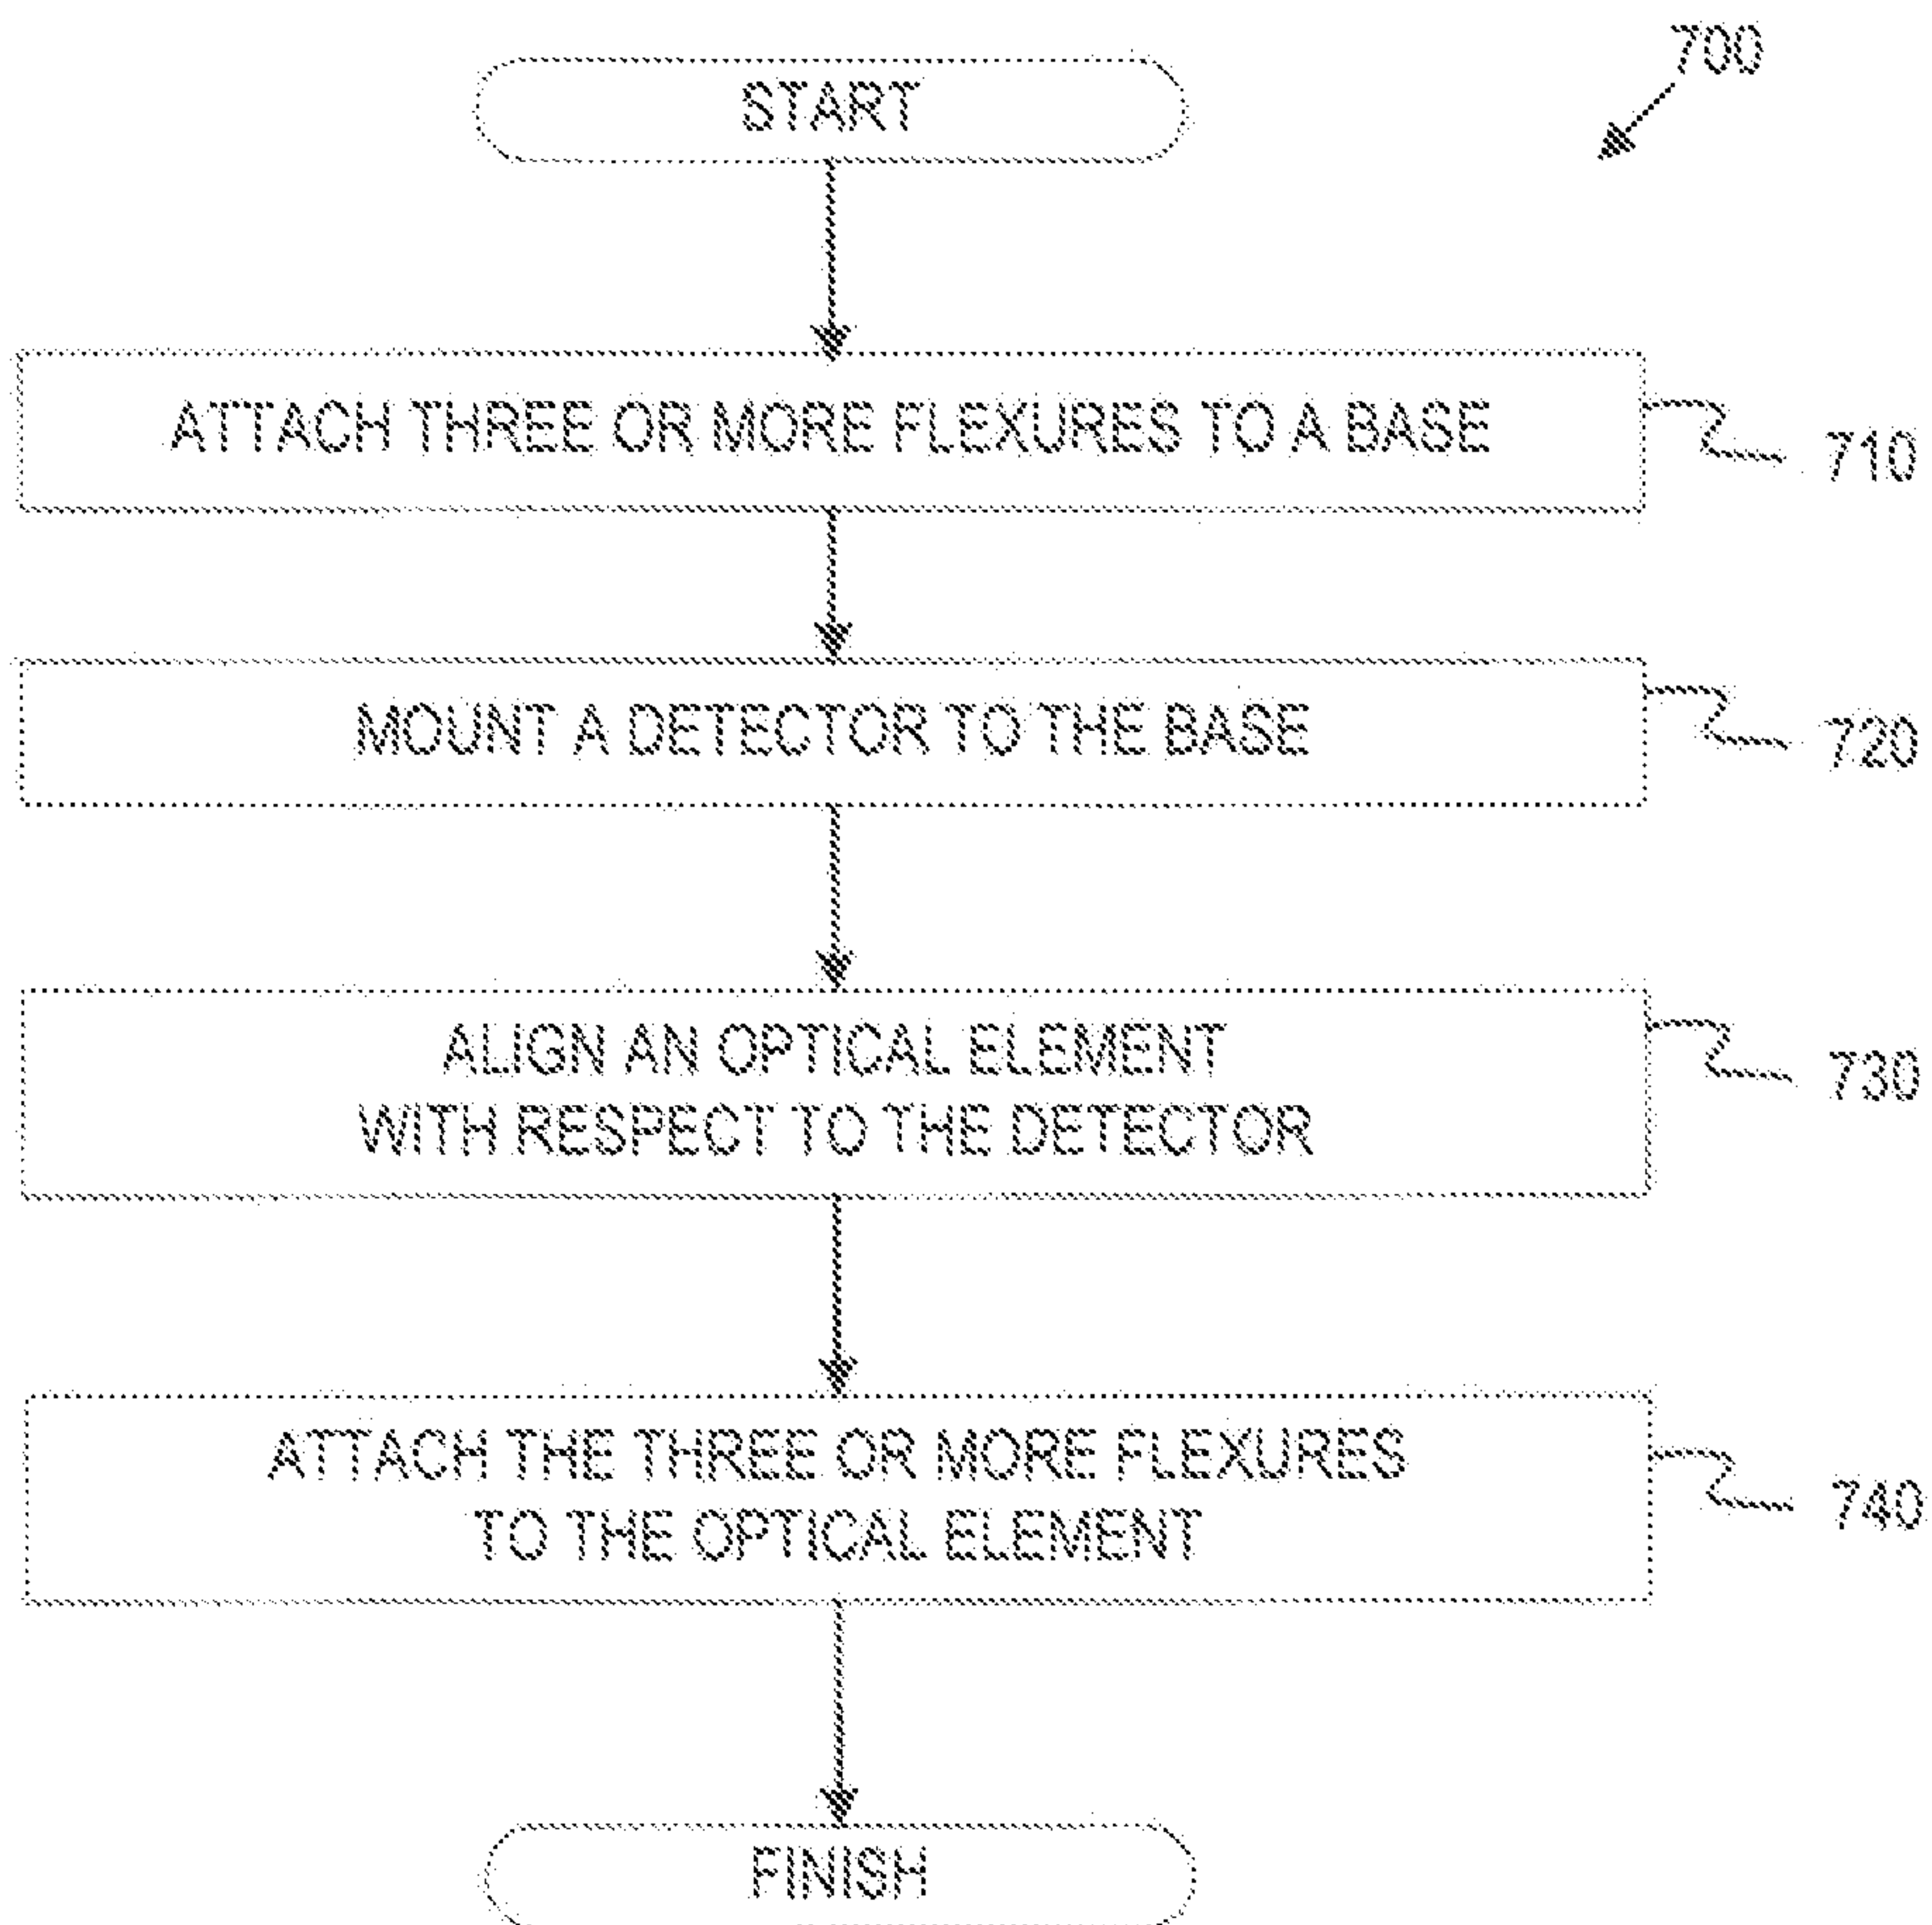 700
START
ATTACH THREE OR MORE FLEXURES TO A BASE
710
MOUNT A DETECTOR TO THE BASE
720
ALIGN AN OPTICAL ELEMENT
WITH RESPECT TO THE DETECTOR
730
ATTACH THE THREE OR MORE FLEXURES
TO THE OPTICAL ELEMENT
740
FINISH